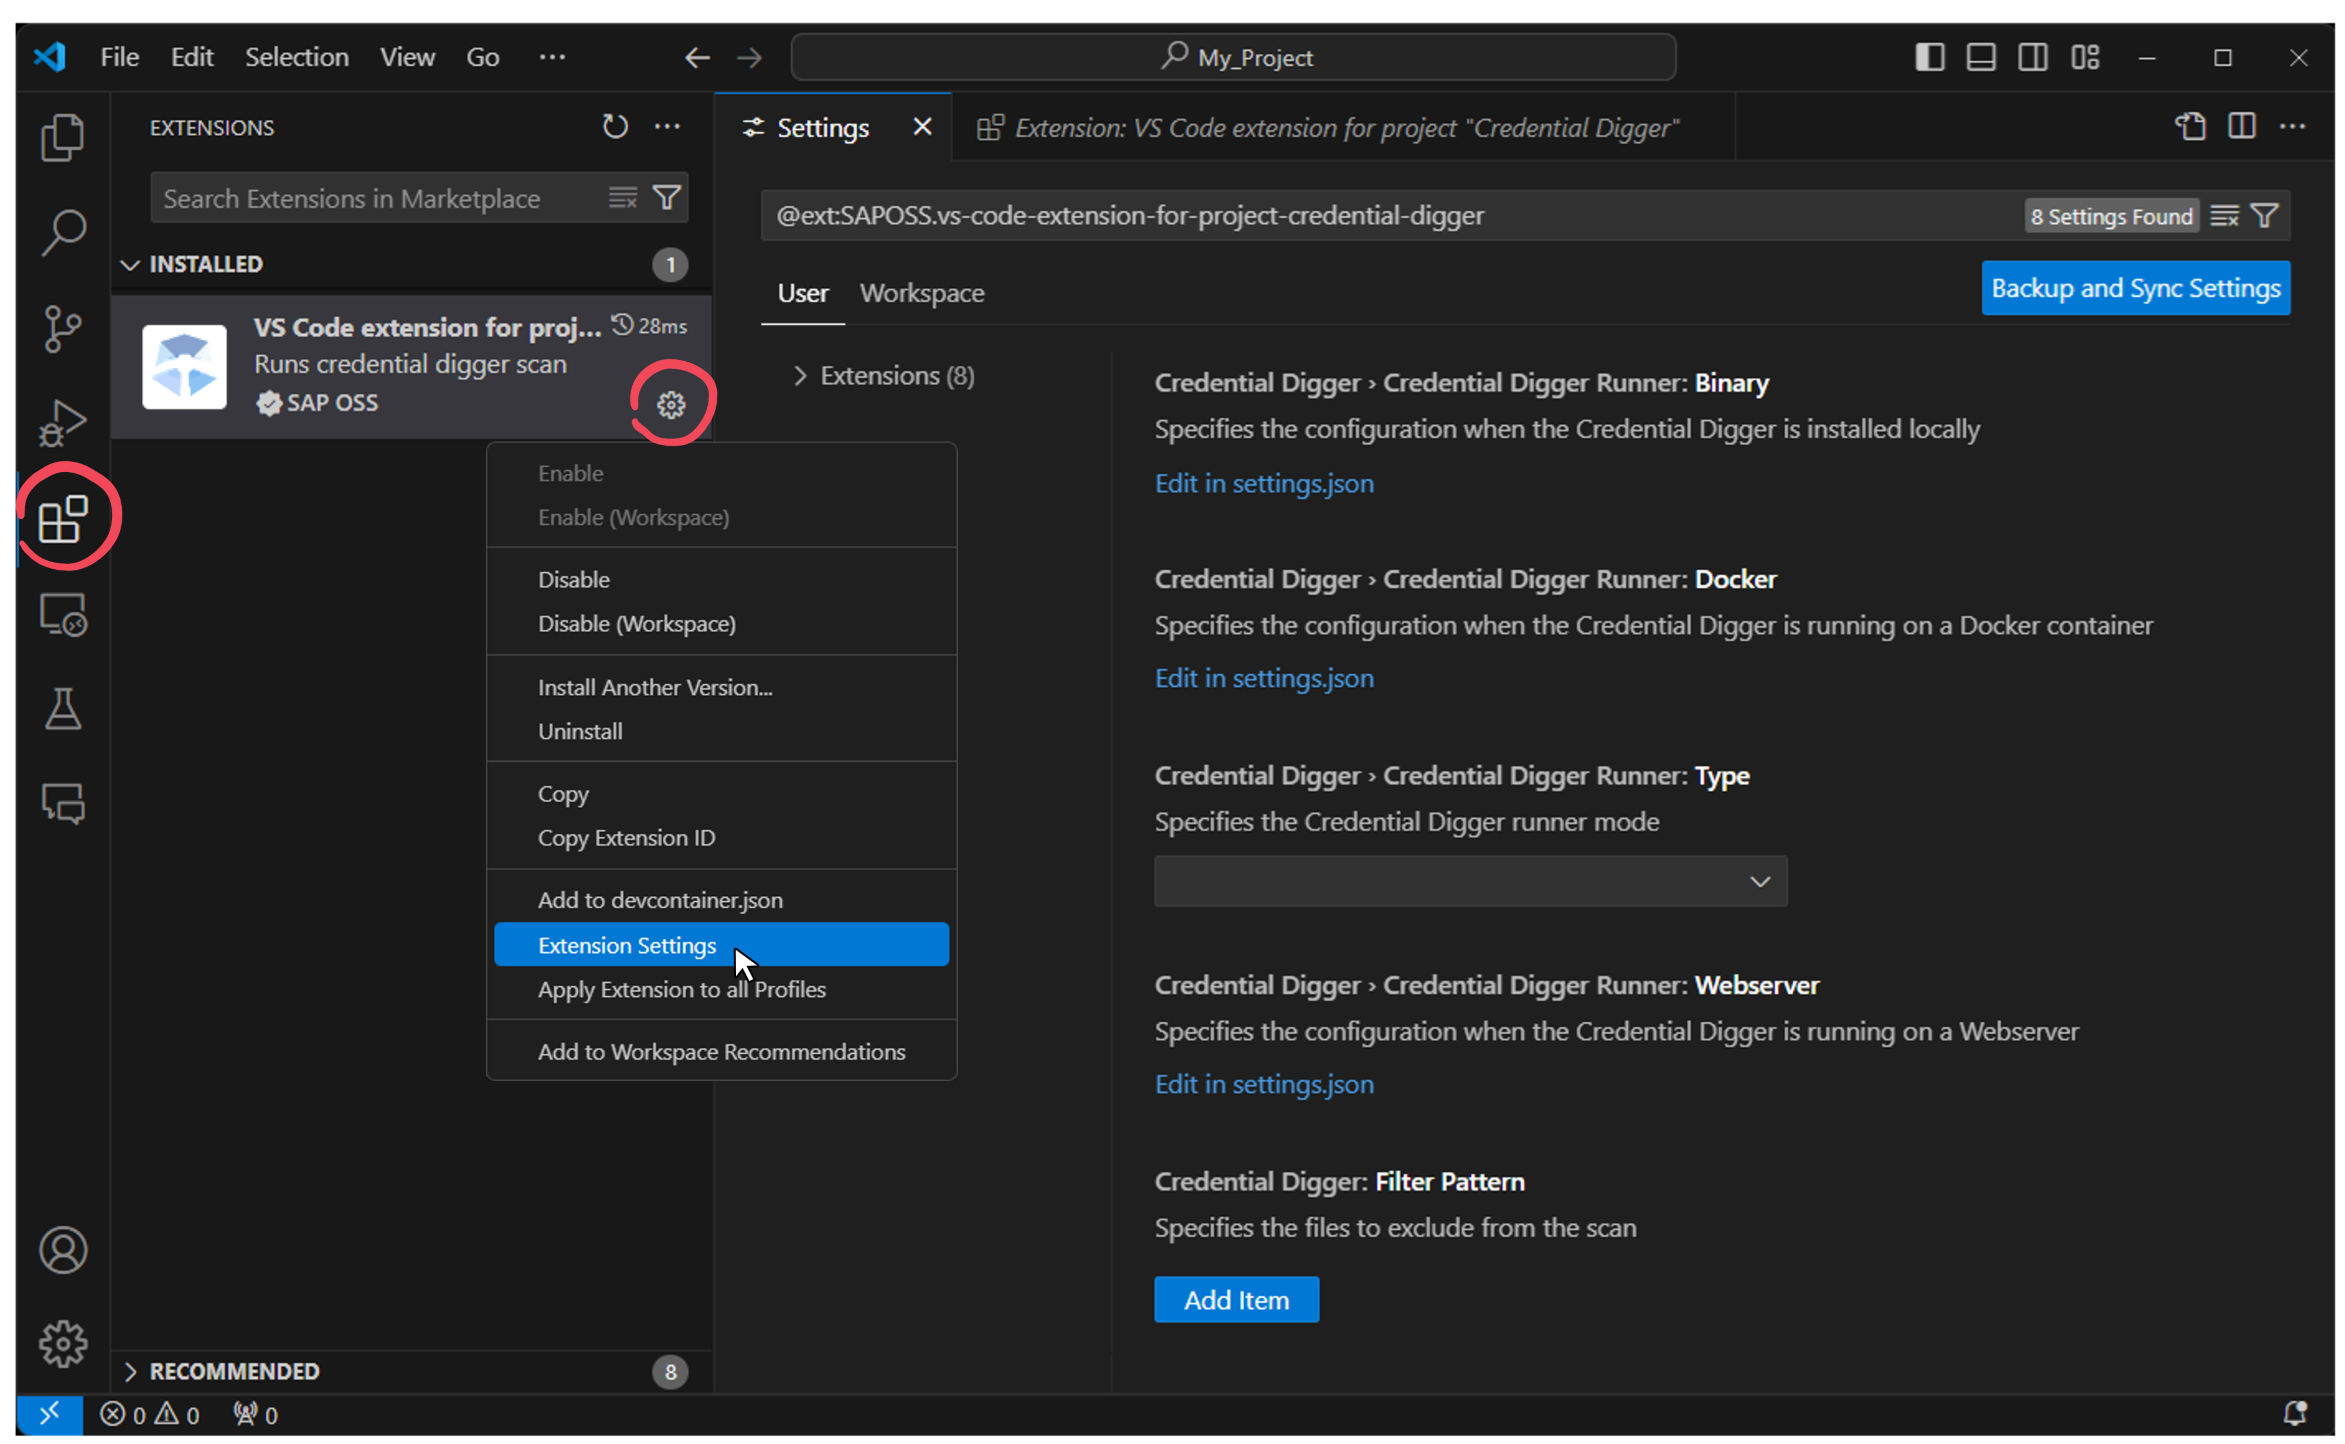 File Edit Selection View Go ···
My_Project
EXTENSIONS
Search Extensions in Marketplace
INSTALLED 1
VS Code extension for proj... 28ms
Runs credential digger scan
SAP OSS
Enable
Enable (Workspace)
Disable
Disable (Workspace)
Install Another Version...
Uninstall
Copy
Copy Extension ID
Add to devcontainer.json
Extension Settings
Apply Extension to all Profiles
Add to Workspace Recommendations
RECOMMENDED 8
Settings
Extension: VS Code extension for project "Credential Digger"
@ext:SAPOSS.vs-code-extension-for-project-credential-digger
8 Settings Found
User Workspace
Backup and Sync Settings
Extensions (8)
Credential Digger › Credential Digger Runner: Binary
Specifies the configuration when the Credential Digger is installed locally
Edit in settings.json
Credential Digger › Credential Digger Runner: Docker
Specifies the configuration when the Credential Digger is running on a Docker container
Edit in settings.json
Credential Digger › Credential Digger Runner: Type
Specifies the Credential Digger runner mode
Credential Digger › Credential Digger Runner: Webserver
Specifies the configuration when the Credential Digger is running on a Webserver
Edit in settings.json
Credential Digger: Filter Pattern
Specifies the files to exclude from the scan
Add Item
0 0 0